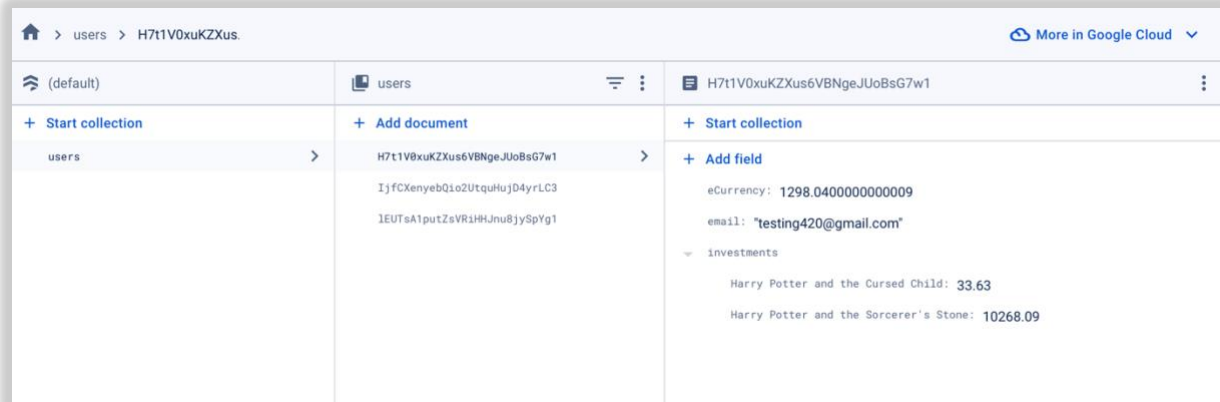 users > H7t1V0xuKZXus.
More in Google Cloud
(default)
users
H7t1V0xuKZXus6VBNgeJUoBsG7w1
+ Start collection
+ Add document
+ Start collection
users
H7t1V0xuKZXus6VBNgeJUoBsG7w1
IjfCXenyebQio2UtquHujD4yrLC3
lEUTsA1putZsVRiHHJnu8jySpYg1
+ Add field
eCurrency: 1298.0400000000009
email: "testing420@gmail.com"
investments
Harry Potter and the Cursed Child: 33.63
Harry Potter and the Sorcerer's Stone: 10268.09